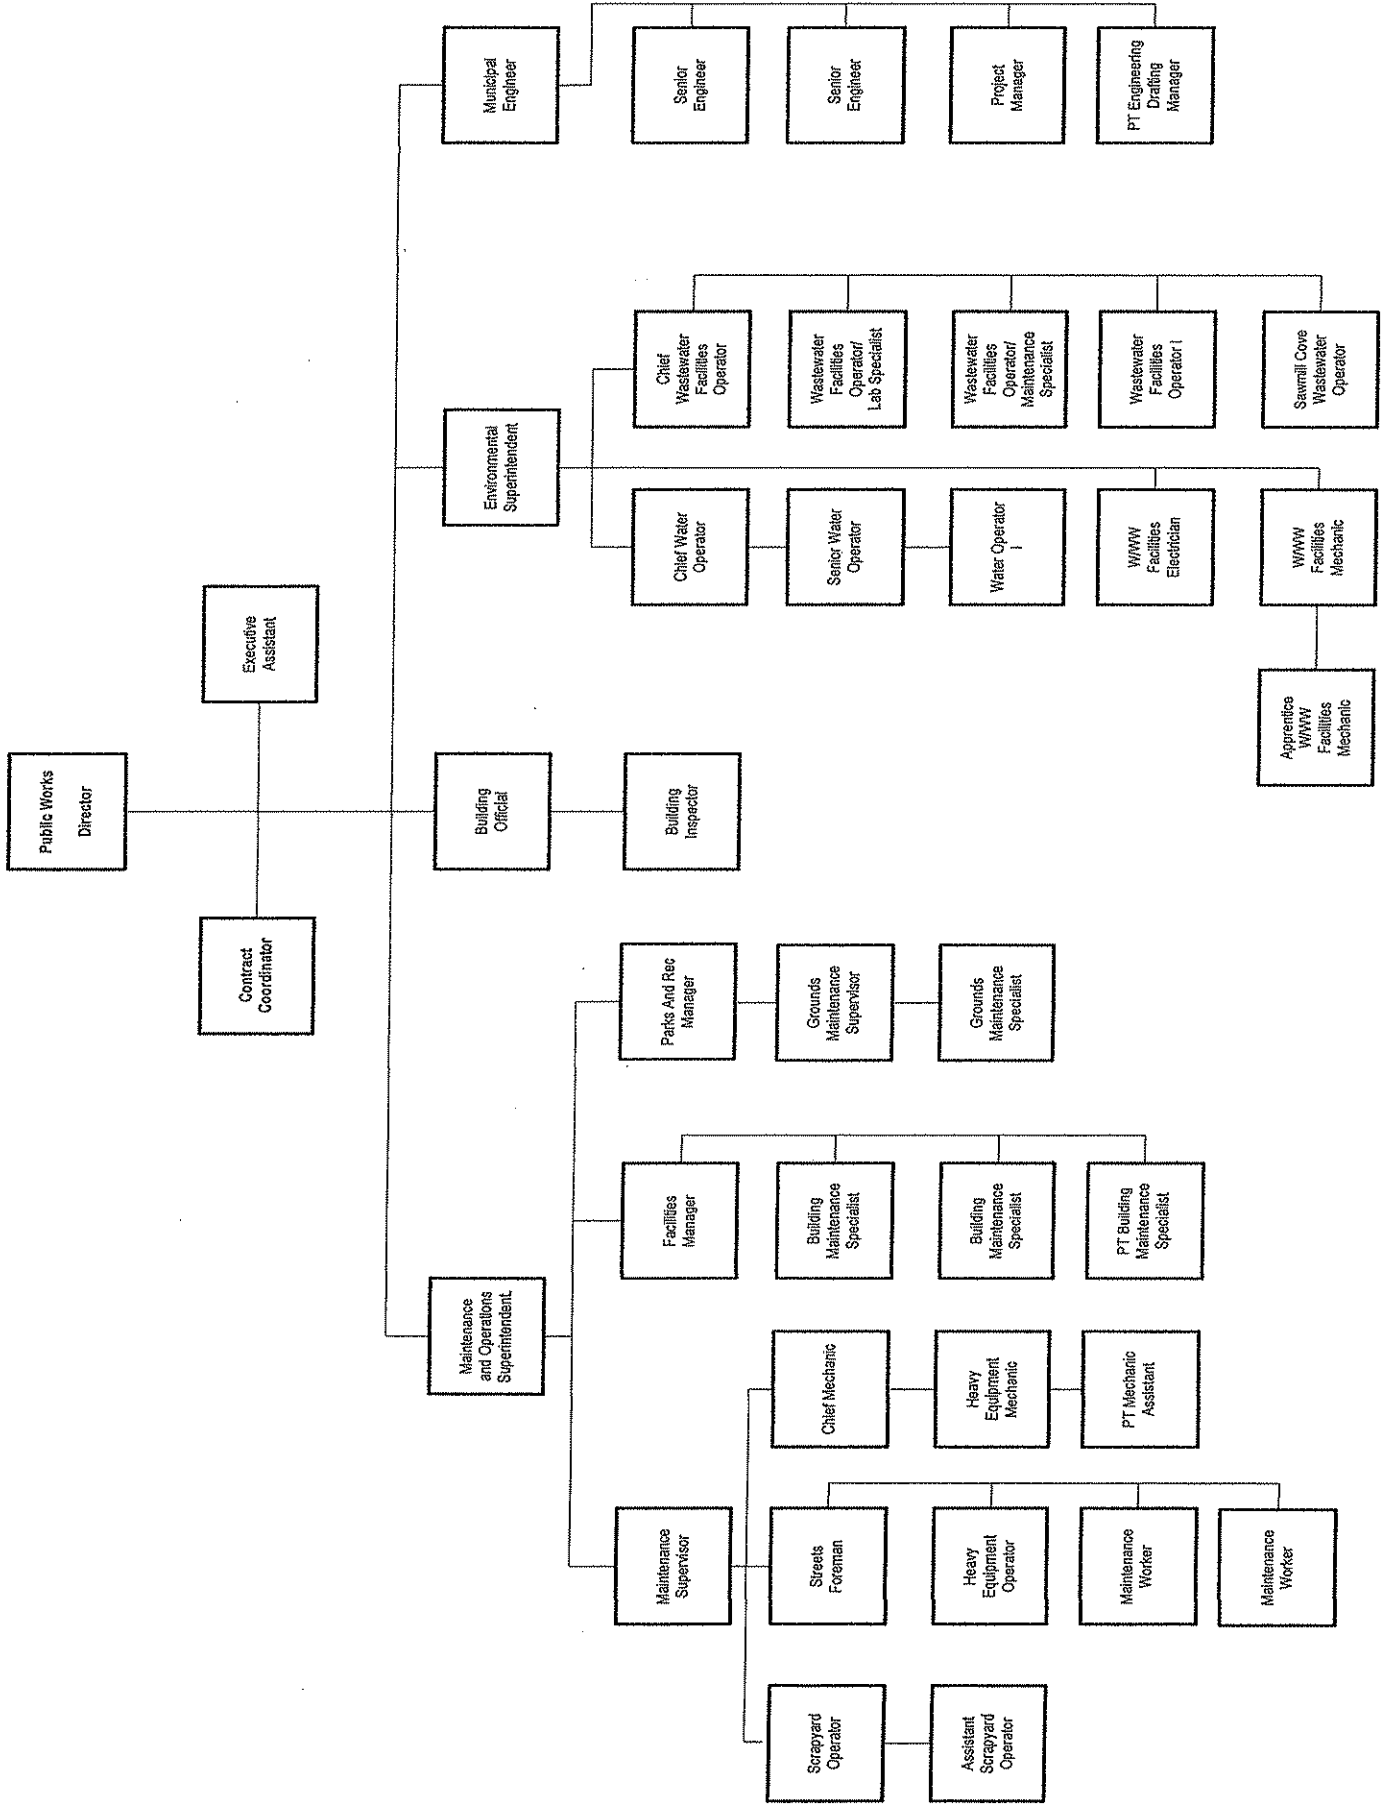 Public Works
Director
Contract
Coordinator
Executive
Assistant
Maintenance
and Operations
Superintendent.
Building
Official
Environmental
Superintendent
Municipal
Engineer
Maintenance
Supervisor
Facilities
Manager
Parks And Rec
Manager
Building
Inspector
Chief Water
Operator
Chief
Wastewater
Facilities
Operator
Senior
Engineer
Scrapyard
Operator
Streets
Foreman
Chief Mechanic
Building
Maintenance
Specialist
Grounds
Maintenance
Supervisor
Senior Water
Operator
Wastewater
Facilities
Operator/
Lab Specialist
Senior
Engineer
Assistant
Scrapyard
Operator
Heavy
Equipment
Operator
Heavy
Equipment
Mechanic
Building
Maintenance
Specialist
Grounds
Maintenance
Specialist
Water Operator
I
Wastewater
Facilities
Operator/
Maintenance
Specialist
Project
Manager
Maintenance
Worker
PT Mechanic
Assistant
PT Building
Maintenance
Specialist
W/WW
Facilities
Electrician
Wastewater
Facilities
Operator I
PT Engineering
Drafting
Manager
Maintenance
Worker
Apprentice
W/WW
Facilities
Mechanic
W/WW
Facilities
Mechanic
Sawmill Cove
Wastewater
Operator